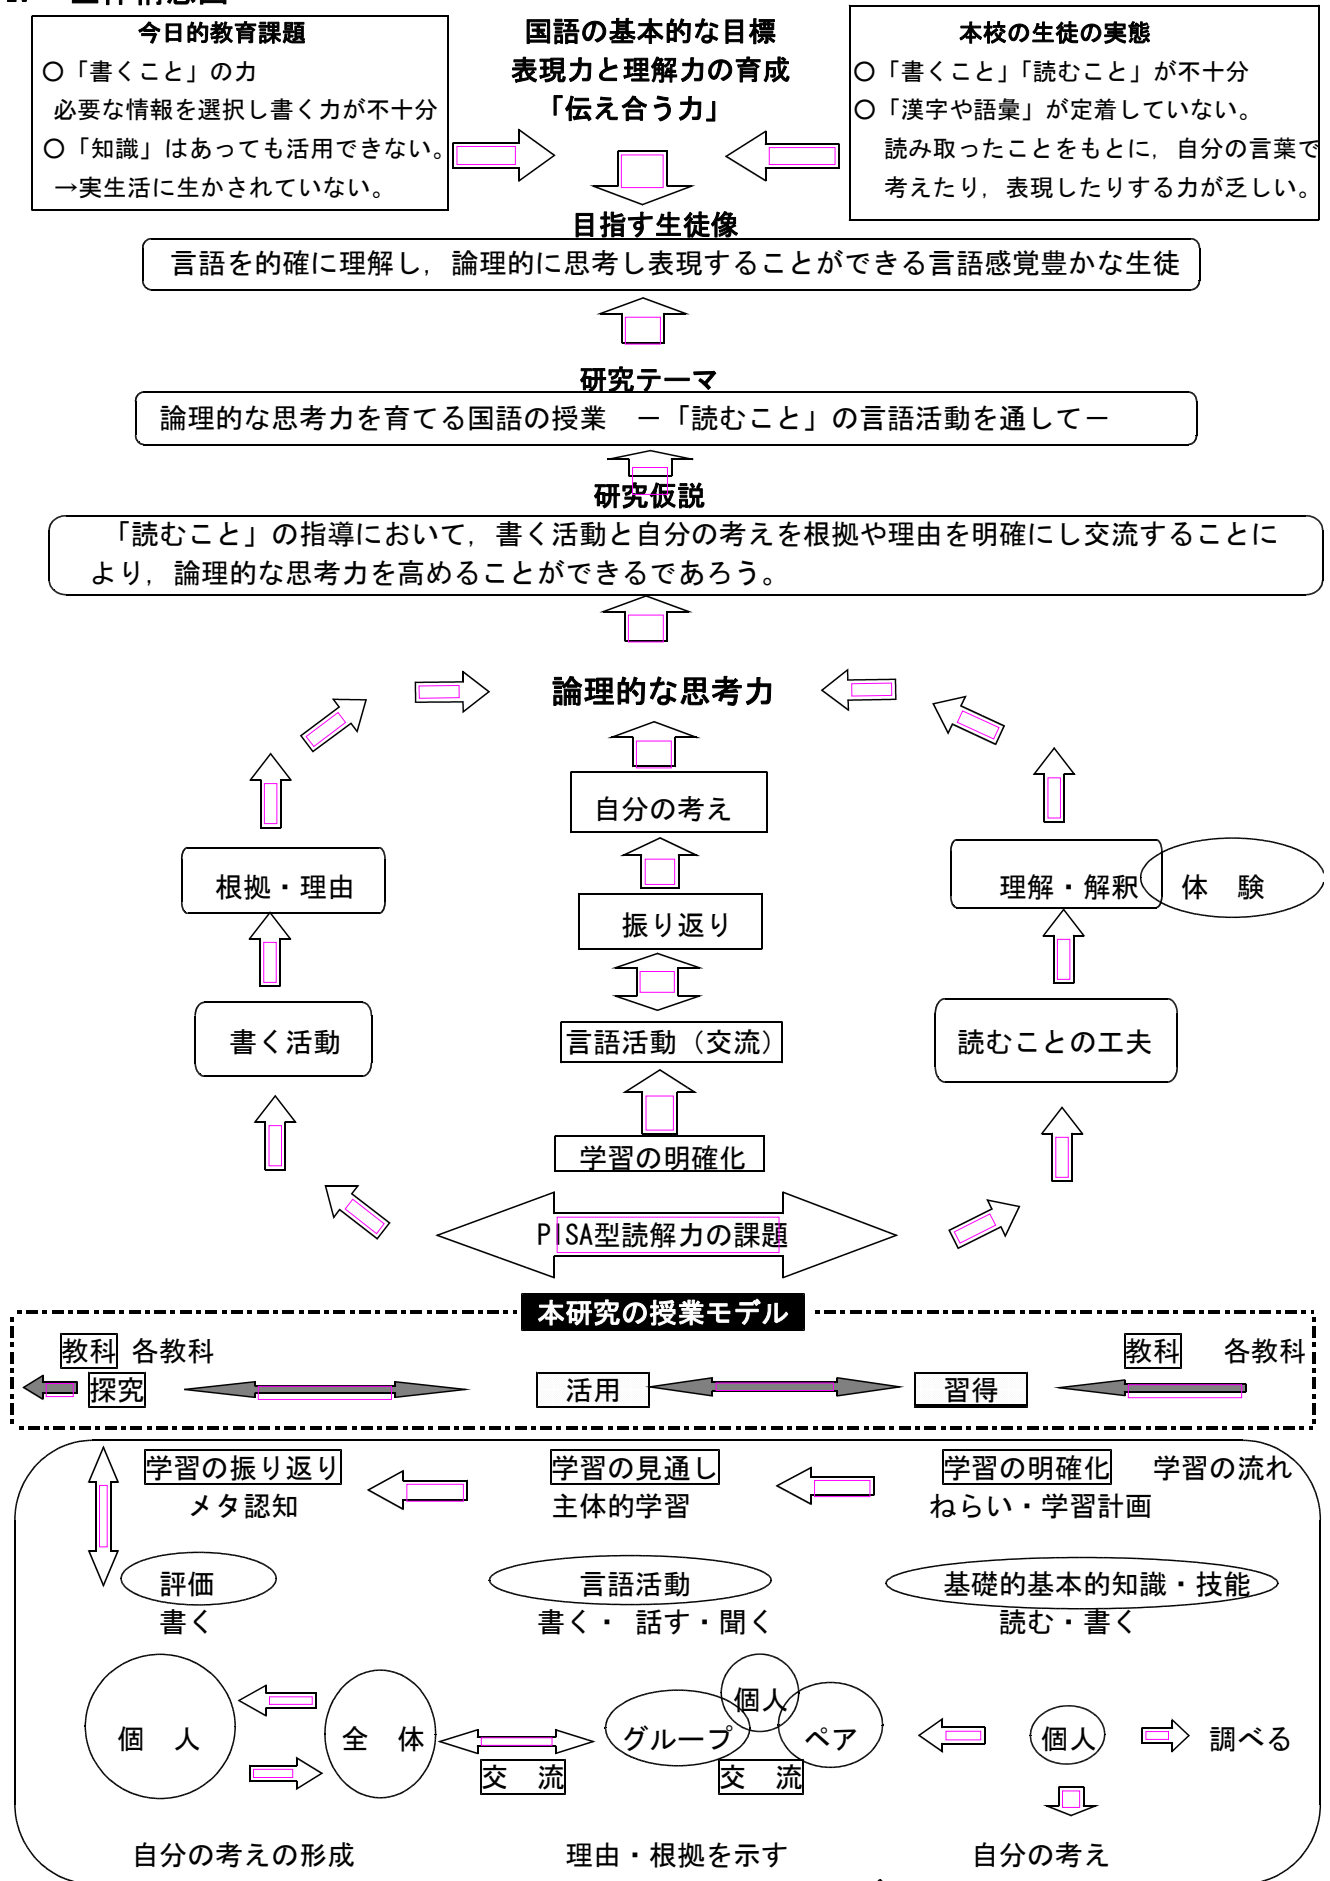 今日的教育課題
○「書くこと」の力
必要な情報を選択し書く力が不十分
○「知識」はあっても活用できない。
→実生活に生かされていない。
国語の基本的な目標
表現力と理解力の育成
「伝え合う力」
本校の生徒の実態
○「書くこと」「読むこと」が不十分
○「漢字や語彙」が定着していない。
読み取ったことをもとに，自分の言葉で
考えたり，表現したりする力が乏しい。
目指す生徒像
言語を的確に理解し，論理的に思考し表現することができる言語感覚豊かな生徒
研究テーマ
論理的な思考力を育てる国語の授業　－「読むこと」の言語活動を通して－
研究仮説
「読むこと」の指導において，書く活動と自分の考えを根拠や理由を明確にし交流することに
より，論理的な思考力を高めることができるであろう。
論理的な思考力
自分の考え
根拠・理由
振り返り
理解・解釈
体　験
書く活動
言語活動（交流）
読むことの工夫
学習の明確化
PISA型読解力の課題
本研究の授業モデル
教科 各教科
教科　各教科
探究
活用
習得
学習の振り返り
学習の見通し
学習の明確化　学習の流れ
メタ認知
主体的学習
ねらい・学習計画
評価
言語活動
基礎的基本的知識・技能
書く
書く・ 話す・聞く
読む・書く
個　人
全　体
グループ
個人
ペア
個人
調べる
交　流
交　流
自分の考えの形成
理由・根拠を示す
自分の考え